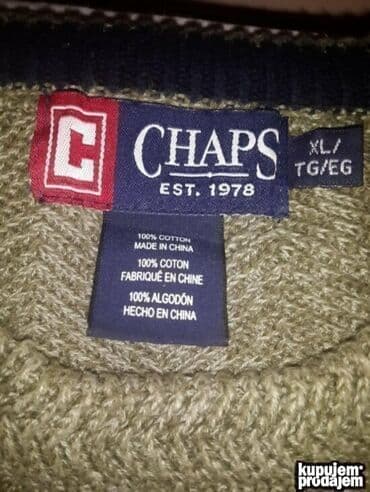 C
CHAPS
EST. 1978
XL/
TG/EG
100% COTTON
MADE IN CHINA
100% COTON
FABRIQUÉ EN CHINE
100% ALGODÓN
HECHO EN CHINA
kupujem
prodajem